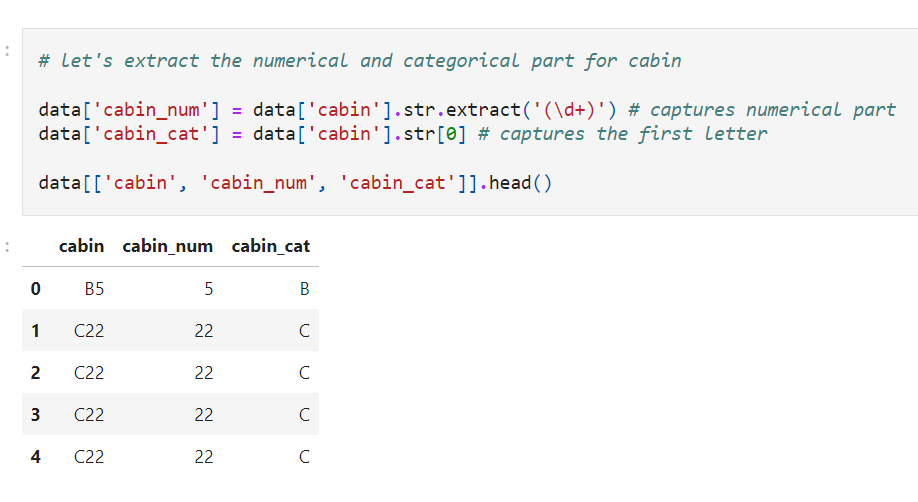 :
# let's extract the numerical and categorical part for cabin
data['cabin_num'] = data['cabin'].str.extract('(\d+)') # captures numerical part
data['cabin_cat'] = data['cabin'].str[0] # captures the first letter
data[['cabin', 'cabin_num', 'cabin_cat']].head()
:
cabin cabin_num cabin_cat
0 B5 5 B
1 C22 22 C
2 C22 22 C
3 C22 22 C
4 C22 22 C